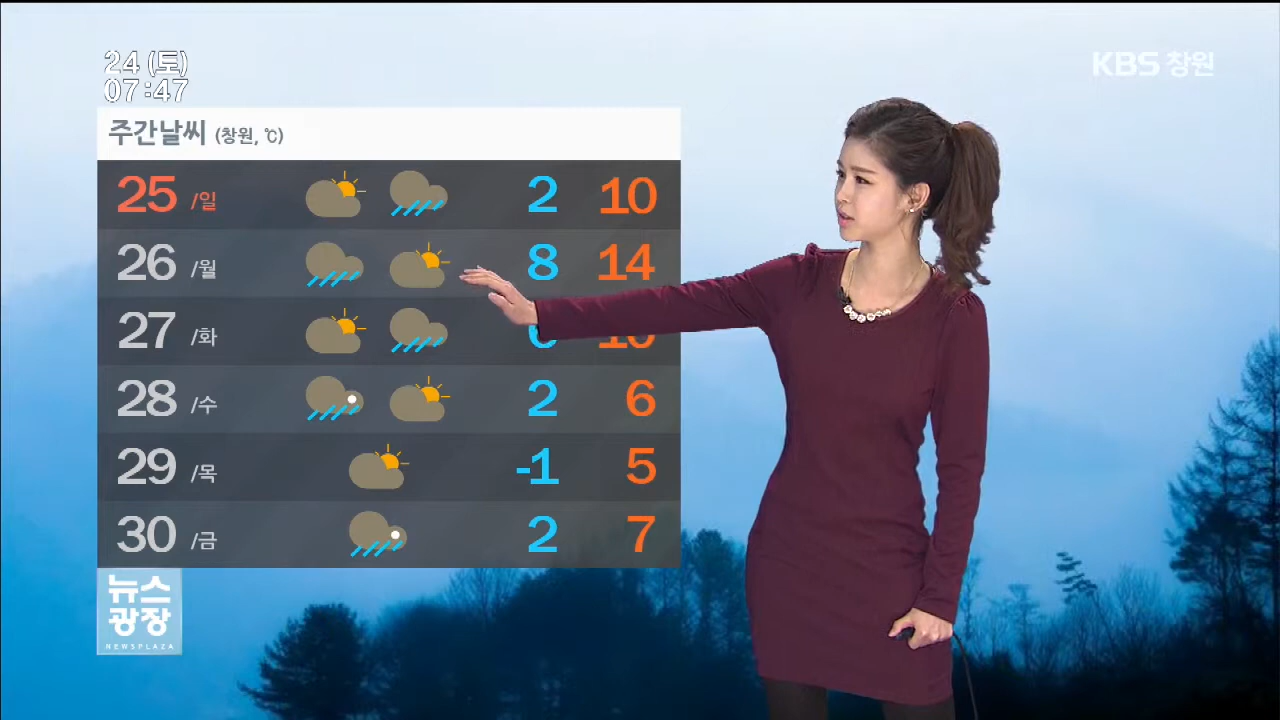 24 (토)
07:47
KBS 창원
주간날씨 (창원, ℃)
25 /일 2 10
26 /월 8 14
27 /화
28 /수 2 6
29 /목 -1 5
30 /금 2 7
뉴스
광장
NEWSPLAZA